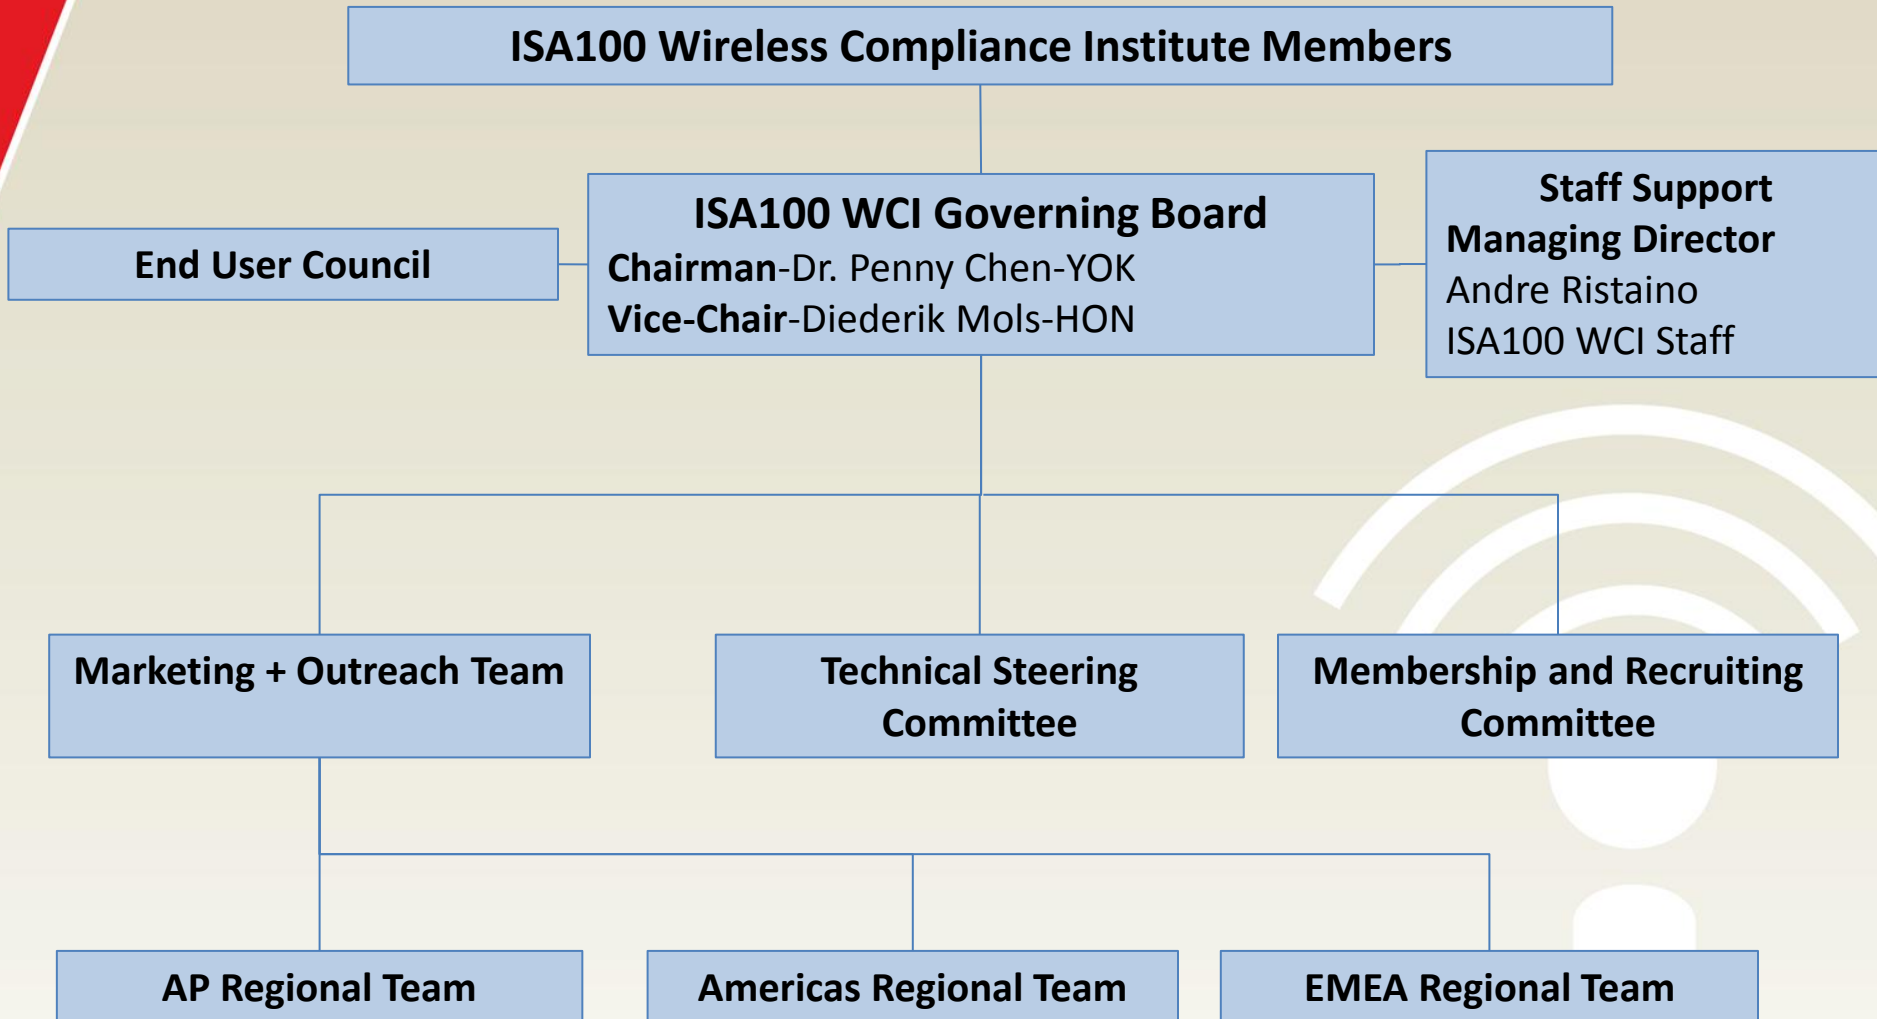 ISA100 Wireless Compliance Institute Members
End User Council
ISA100 WCI Governing Board
Chairman-Dr. Penny Chen-YOK
Vice-Chair-Diederik Mols-HON
Staff Support
Managing Director
Andre Ristaino
ISA100 WCI Staff
Marketing + Outreach Team
Technical Steering
Committee
Membership and Recruiting
Committee
AP Regional Team
Americas Regional Team
EMEA Regional Team